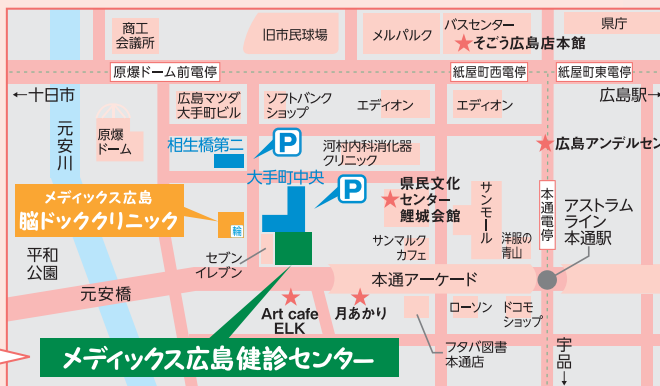 商工
会議所
旧市民球場
メルパルク
バスセンター
★そごう広島店本館
県庁
原爆ドーム前電停
紙屋町西電停
紙屋町東電停
←十日市
広島駅→
元安川
原爆
ドーム
広島マツダ
大手町ビル
ソフトバンク
ショップ
エディオン
エディオン
相生橋第二
P
河村内科消化器
クリニック
★広島アンデルセン
大手町中央
P
メディックス広島
脳ドッククリニック
輪
★県民文化
センター
鯉城会館
サンモール
本通電停
アストラム
ライン
本通駅
平和
公園
セブン
イレブン
サンマルク
カフェ
洋服の
青山
元安橋
本通アーケード
★
Art cafe
ELK
★
月あかり
ローソン
ドコモ
ショップ
フタバ図書
本通店
宇品↓
メディックス広島健診センター